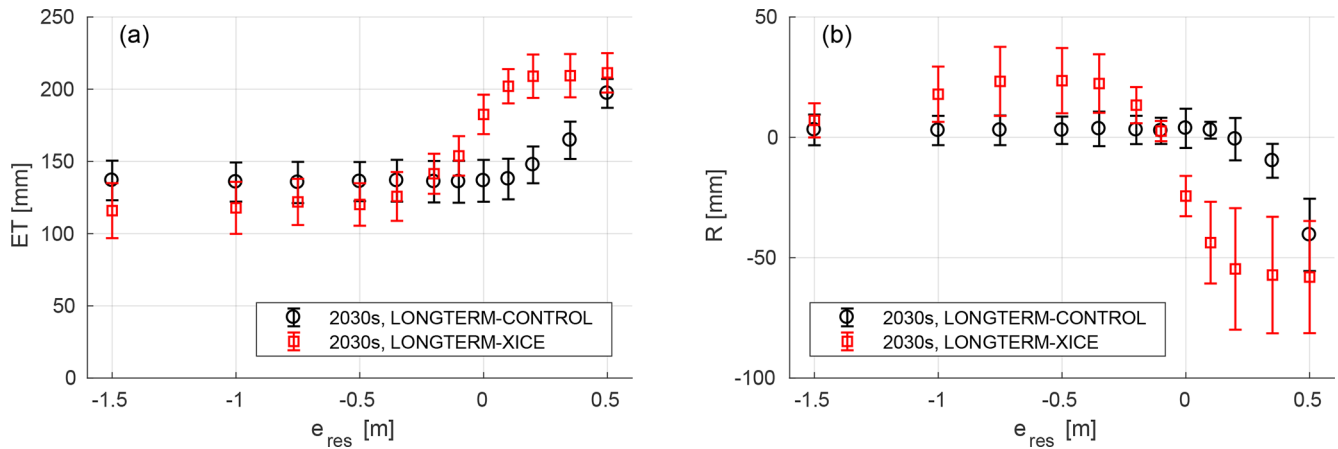 (a)
250
200
150
100
50
0
ET [mm]
-1.5
-1
-0.5
0
0.5
e_res [m]
2030s, LONGTERM-CONTROL
2030s, LONGTERM-XICE
(b)
50
0
-50
-100
R [mm]
-1.5
-1
-0.5
0
0.5
e_res [m]
2030s, LONGTERM-CONTROL
2030s, LONGTERM-XICE